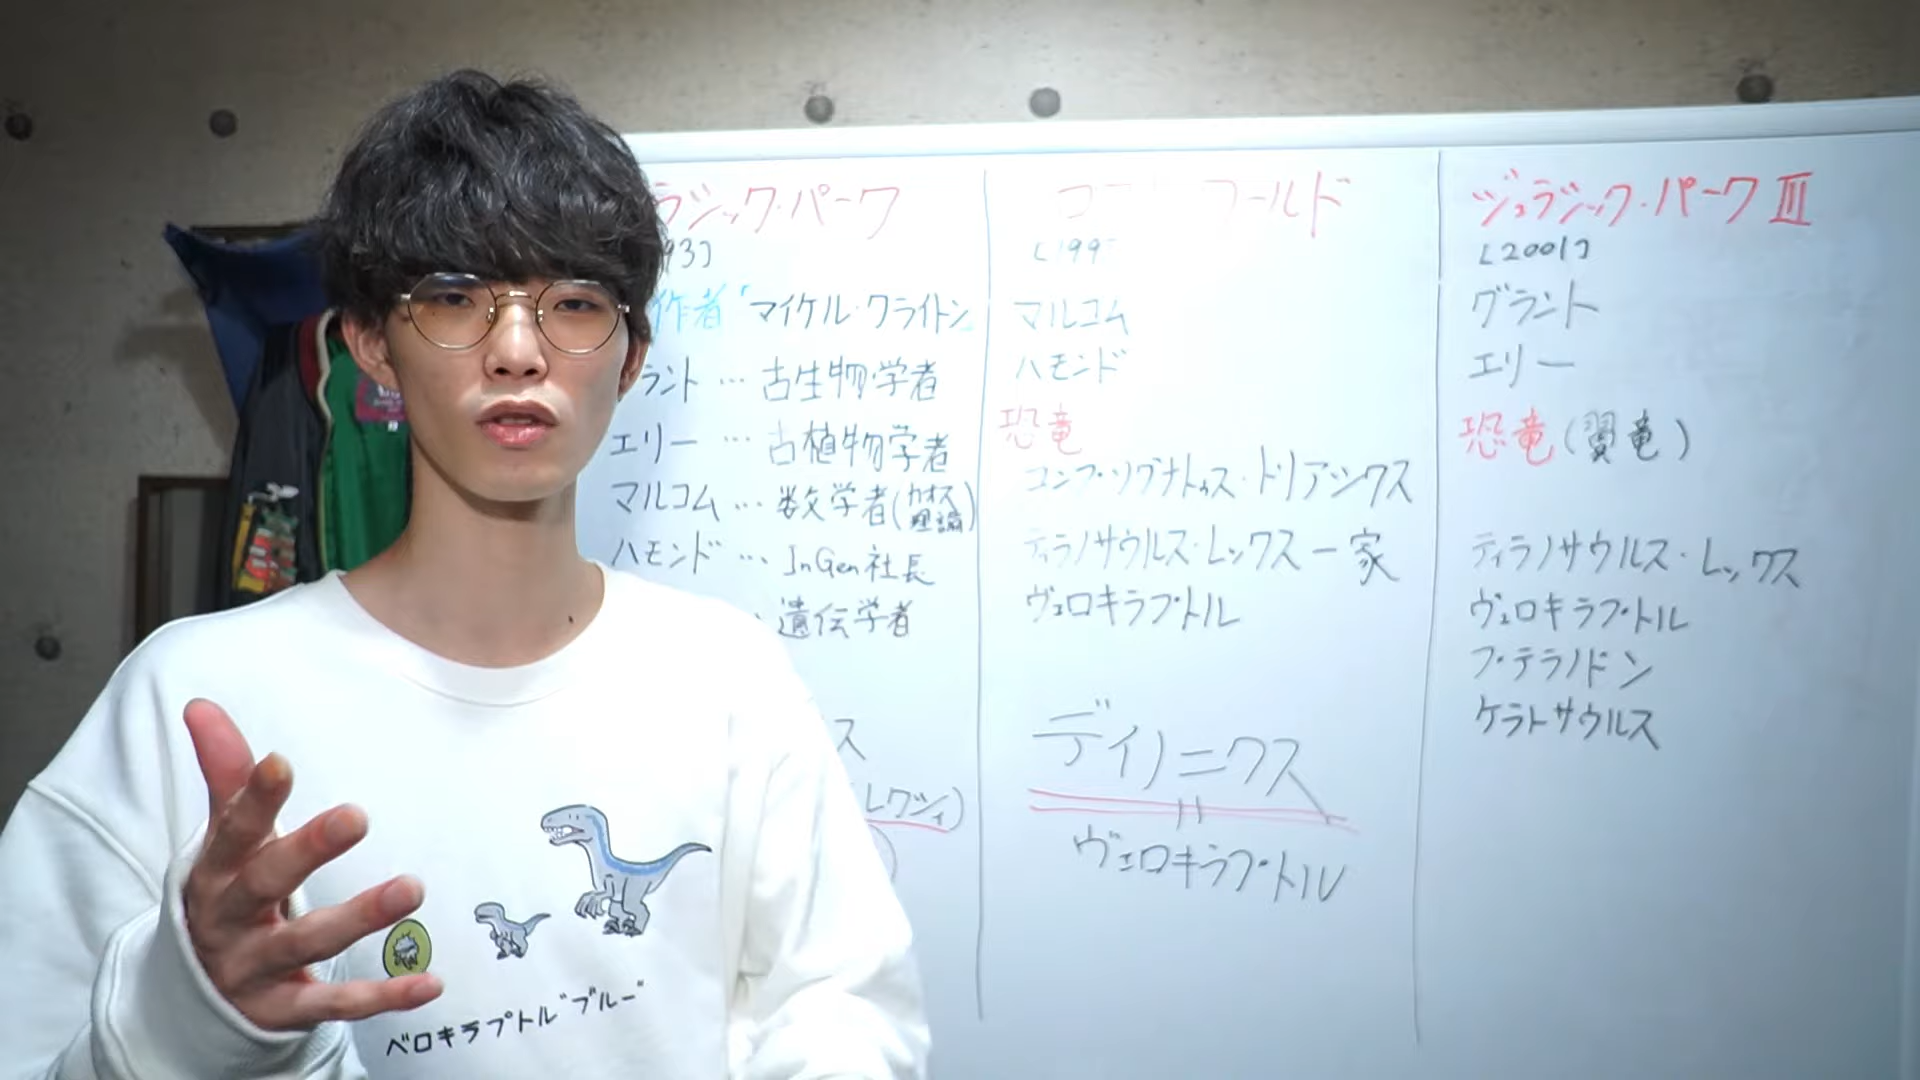 ラジック・パーク
93]
作者「マイケル・クライトン」
ラント … 古生物学者
エリー … 古植物学者
マルコム … 数学者(カオス理論)
ハモンド … InGen社長
遺伝学者
ス
レクシィ)
ワールド
[199
マルコム
ハモンド
恐竜
コンプソグナトゥス・トリアシクス
ティラノサウルス・レックス一家
ヴェロキラプトル
デイノニクス
||
ヴェロキラプトル
ジュラシック・パークⅢ
[2001]
グラント
エリー
恐竜(翼竜)
ティラノサウルス・レックス
ヴェロキラプトル
プテラノドン
ケラトサウルス
ベロキラプトル"ブルー"